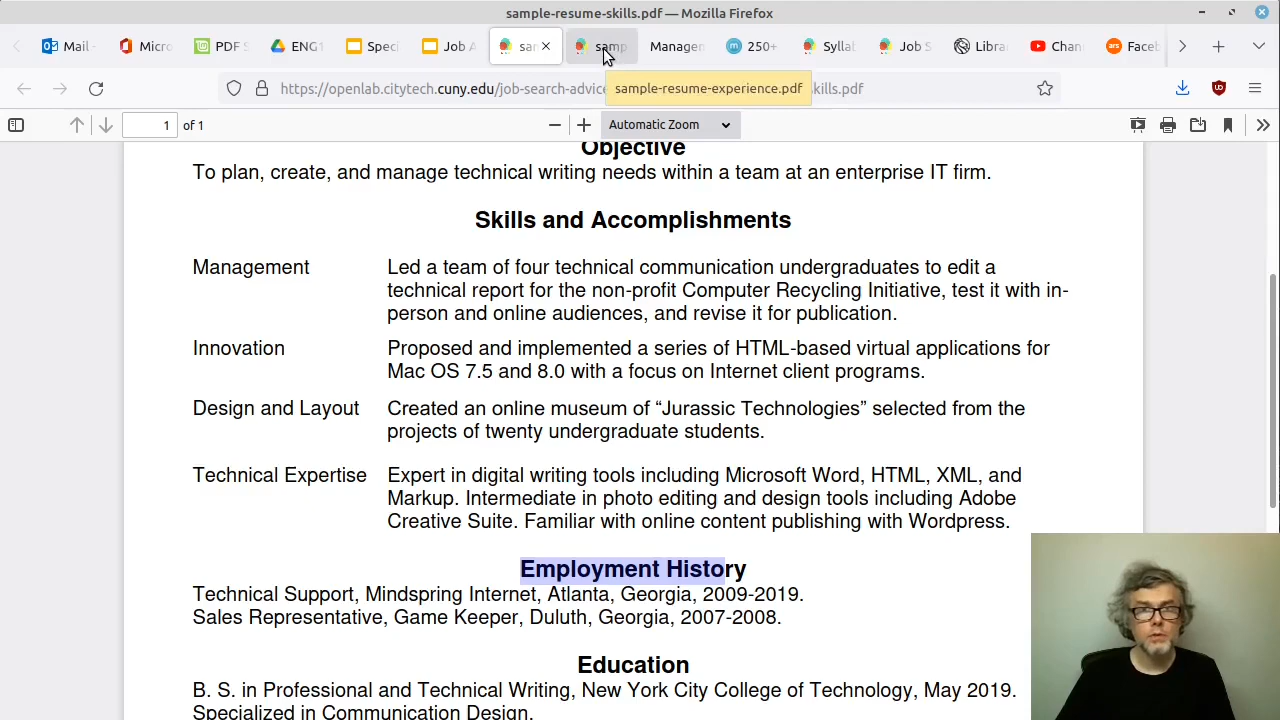 sample-resume-skills.pdf — Mozilla Firefox
Mail
Micro
PDF S
ENG1
Speci
Job A
sam
samp
Managem
250+
Syllab
Job S
Librar
Chan
Faceb
https://openlab.citytech.cuny.edu/job-search-advice
sample-resume-experience.pdf
kills.pdf
1 of 1
Automatic Zoom
Objective
To plan, create, and manage technical writing needs within a team at an enterprise IT firm.
Skills and Accomplishments
Management
Led a team of four technical communication undergraduates to edit a
technical report for the non-profit Computer Recycling Initiative, test it with in-
person and online audiences, and revise it for publication.
Innovation
Proposed and implemented a series of HTML-based virtual applications for
Mac OS 7.5 and 8.0 with a focus on Internet client programs.
Design and Layout
Created an online museum of “Jurassic Technologies” selected from the
projects of twenty undergraduate students.
Technical Expertise
Expert in digital writing tools including Microsoft Word, HTML, XML, and
Markup. Intermediate in photo editing and design tools including Adobe
Creative Suite. Familiar with online content publishing with Wordpress.
Employment History
Technical Support, Mindspring Internet, Atlanta, Georgia, 2009-2019.
Sales Representative, Game Keeper, Duluth, Georgia, 2007-2008.
Education
B. S. in Professional and Technical Writing, New York City College of Technology, May 2019.
Specialized in Communication Design.